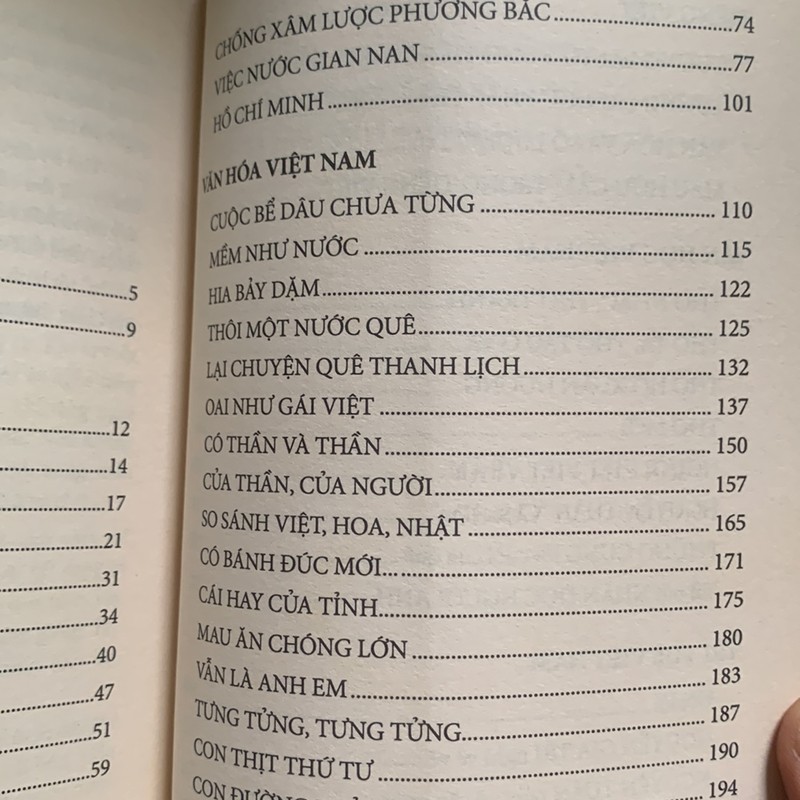 5
9
12
14
17
21
31
34
40
47
51
59
CHỐNG XÂM LƯỢC PHƯƠNG BẮC........74
VIỆC NƯỚC GIAN NAN........77
HỒ CHÍ MINH........101
VĂN HÓA VIỆT NAM
CUỘC BỂ DÂU CHƯA TỪNG........110
MỀM NHƯ NƯỚC........115
HIA BẢY DẶM........122
THÔI MỘT NƯỚC QUÊ........125
LẠI CHUYỆN QUÊ THANH LỊCH........132
OAI NHƯ GÁI VIỆT........137
CÓ THẦN VÀ THẦN........150
CỦA THẦN, CỦA NGƯỜI........157
SO SÁNH VIỆT, HOA, NHẬT........165
CÓ BÁNH ĐÚC MỚI...........171
CÁI HAY CỦA TỈNH........175
MAU ĂN CHÓNG LỚN........180
VẪN LÀ ANH EM........183
TƯNG TỬNG, TƯNG TỬNG........187
CON THỊT THỨ TƯ........190
CON ĐƯỜNG........194